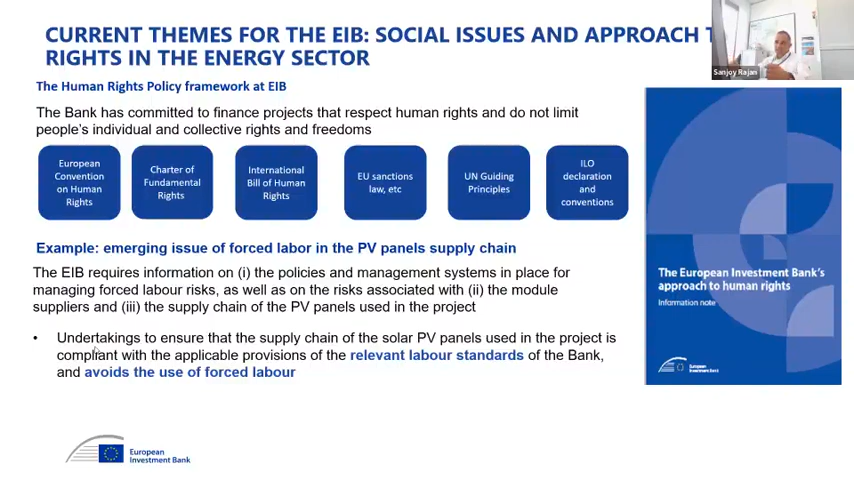 CURRENT THEMES FOR THE EIB: SOCIAL ISSUES AND APPROACH
RIGHTS IN THE ENERGY SECTOR
Sanjoy Rajan
The Human Rights Policy framework at EIB
The Bank has committed to finance projects that respect human rights and do not limit
people's individual and collective rights and freedoms
European
Convention
on Human
Rights
Charter of
Fundamental
Rights
International
Bill of Human
Rights
EU sanctions
law, etc
UN Guiding
Principles
ILO
declaration
and
conventions
Example: emerging issue of forced labor in the PV panels supply chain
The EIB requires information on (i) the policies and management systems in place for
managing forced labour risks, as well as on the risks associated with (ii) the module
suppliers and (iii) the supply chain of the PV panels used in the project
• Undertakings to ensure that the supply chain of the solar PV panels used in the project is
compliant with the applicable provisions of the relevant labour standards of the Bank,
and avoids the use of forced labour
The European Investment Bank's
approach to human rights
Information note
European
Investment Bank
European
Investment Bank